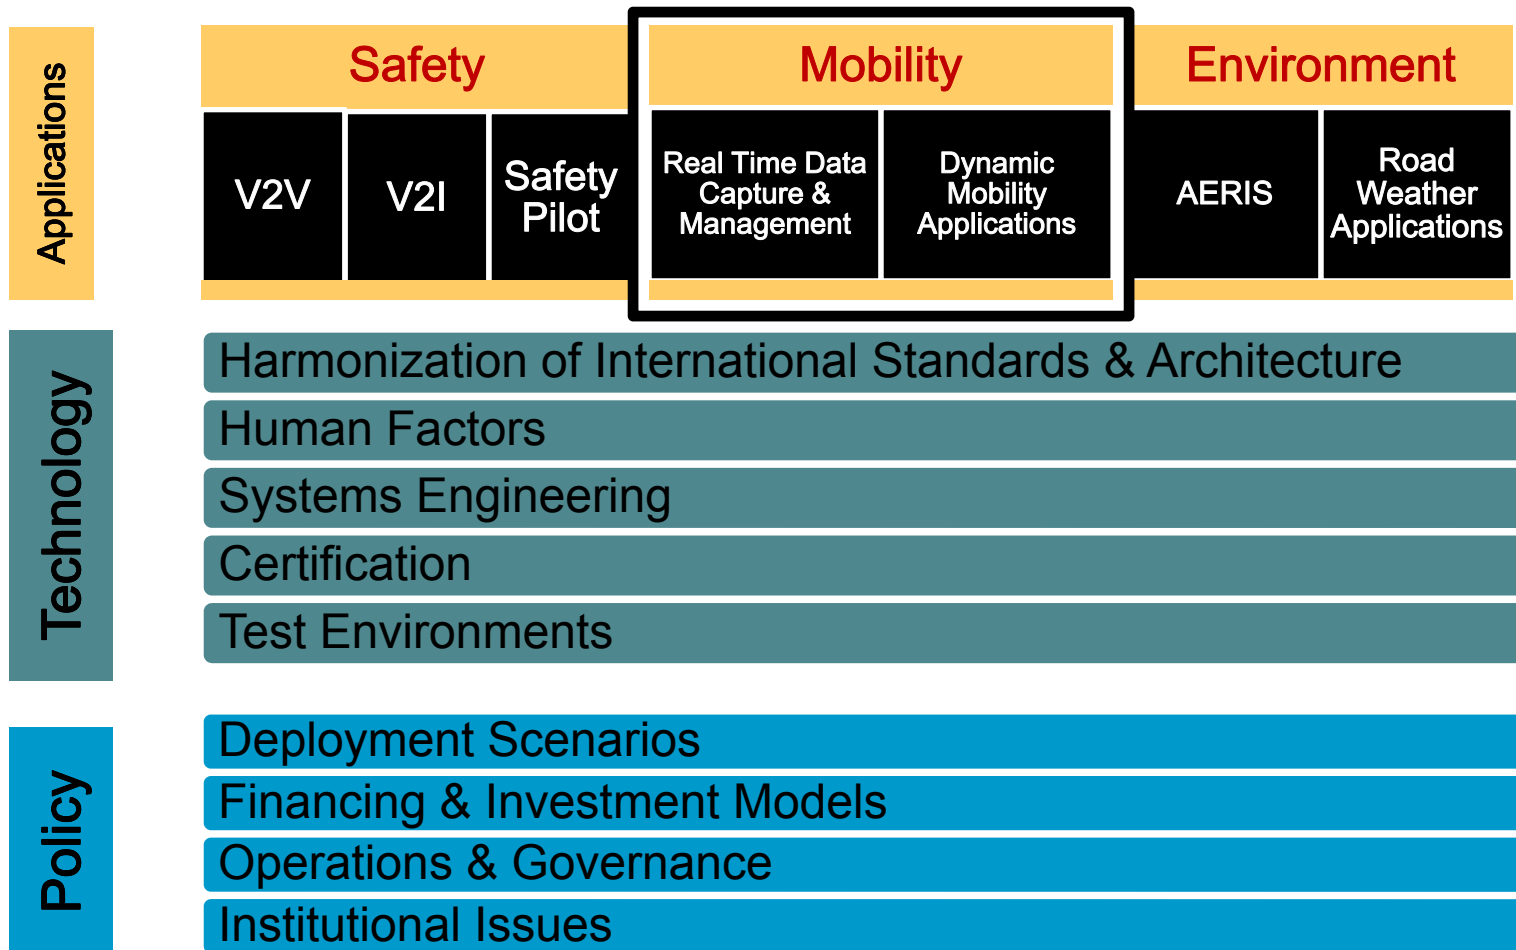 Applications
Safety
Mobility
Environment
V2V
V2I
Safety
Pilot
Real Time Data
Capture &
Management
Dynamic
Mobility
Applications
AERIS
Road
Weather
Applications
Technology
Harmonization of International Standards & Architecture
Human Factors
Systems Engineering
Certification
Test Environments
Policy
Deployment Scenarios
Financing & Investment Models
Operations & Governance
Institutional Issues